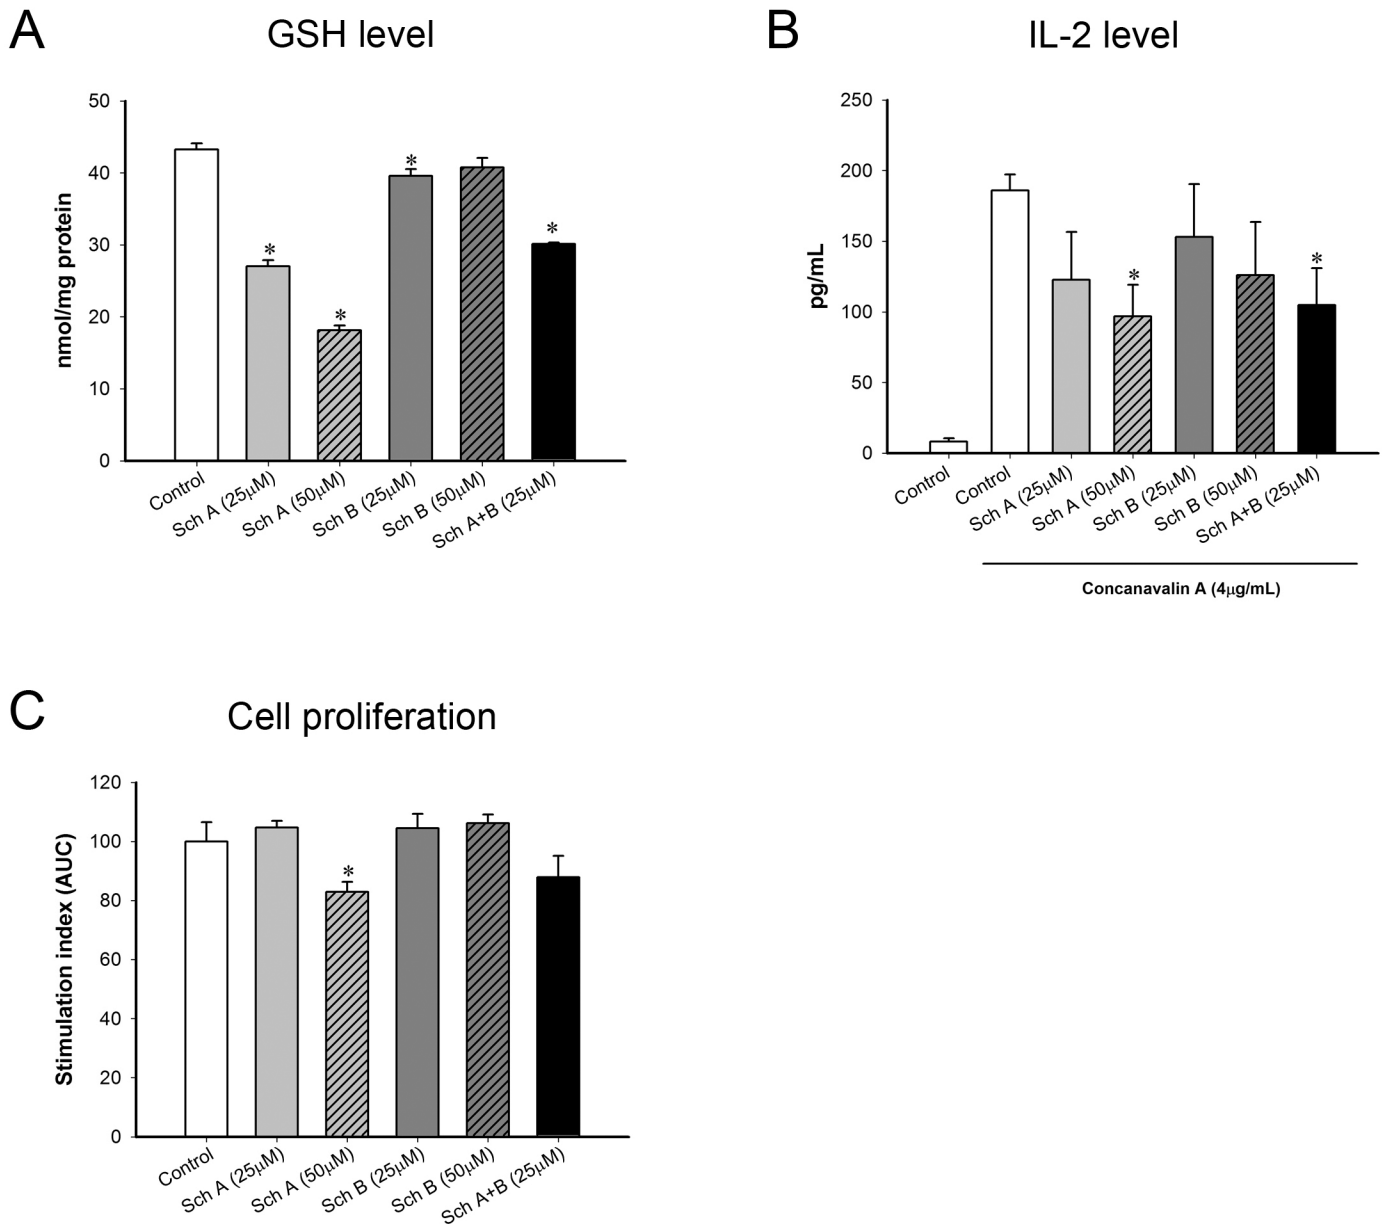 A
GSH level
50
40
30
20
10
0
nmol/mg protein
*
*
*
*
Control
Sch A (25μM)
Sch A (50μM)
Sch B (25μM)
Sch B (50μM)
Sch A+B (25μM)
B
IL-2 level
250
200
150
100
50
0
pg/mL
*
*
Control
Control
Sch A (25μM)
Sch A (50μM)
Sch B (25μM)
Sch B (50μM)
Sch A+B (25μM)
Concanavalin A (4μg/mL)
C
Cell proliferation
120
100
80
60
40
20
0
Stimulation index (AUC)
*
Control
Sch A (25μM)
Sch A (50μM)
Sch B (25μM)
Sch B (50μM)
Sch A+B (25μM)